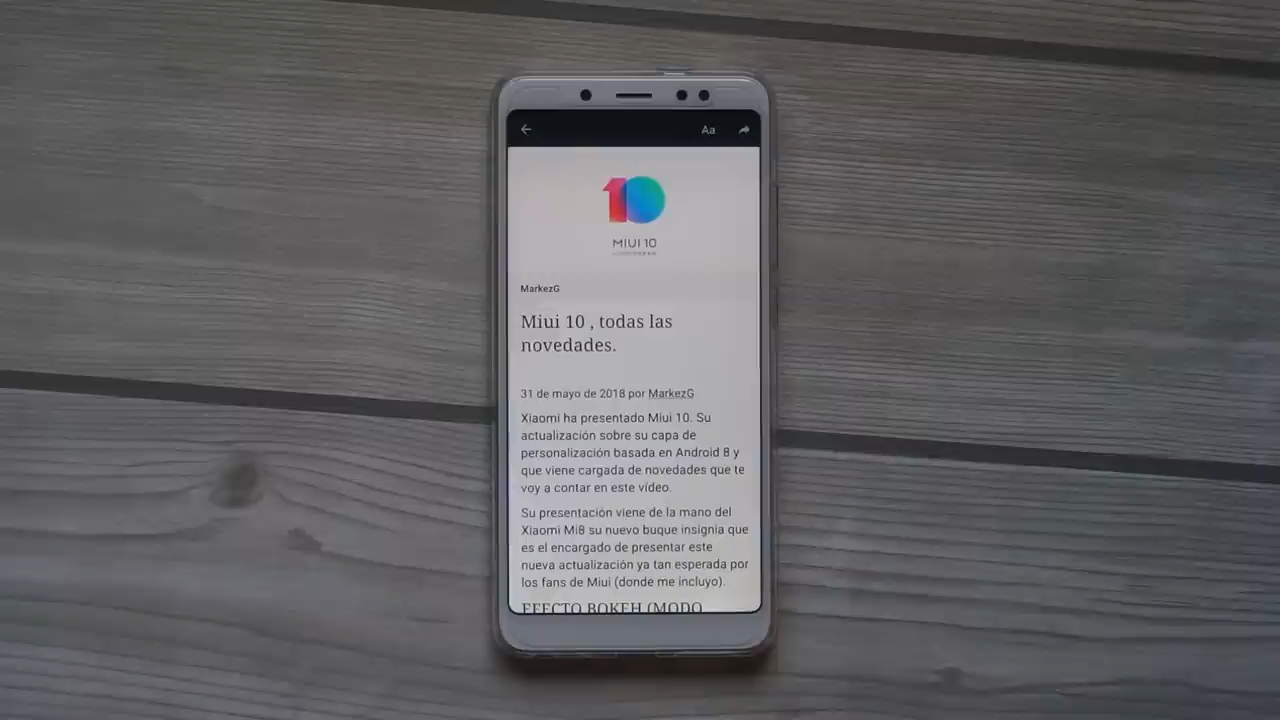 Aa
10
MIUI 10
MarkezG
Miui 10 , todas las
novedades.
31 de mayo de 2018 por MarkezG
Xiaomi ha presentado Miui 10. Su
actualización sobre su capa de
personalización basada en Android 8 y
que viene cargada de novedades que te
voy a contar en este vídeo.
Su presentación viene de la mano del
Xiaomi Mi8 su nuevo buque insignia que
es el encargado de presentar este
nueva actualización ya tan esperada por
los fans de Miui (donde me incluyo).
EFECTO BOKEH (MODO